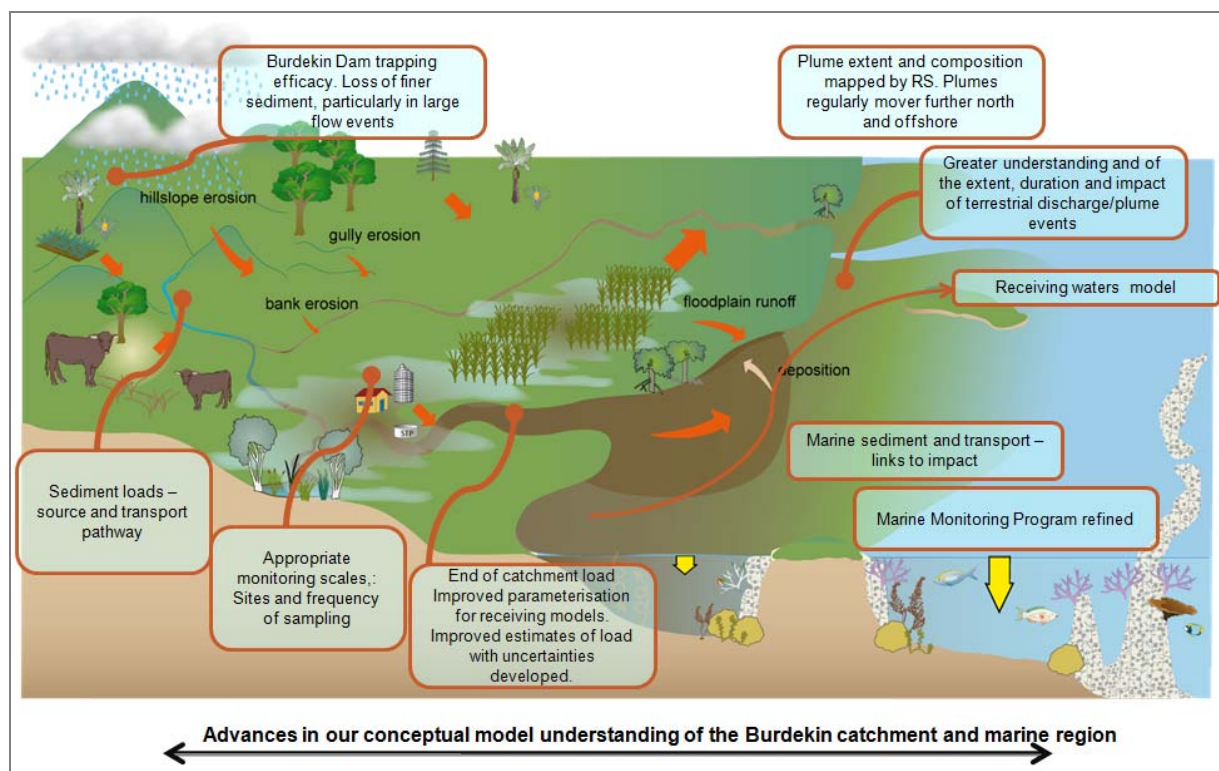 Burdekin Dam trapping
efficacy. Loss of finer
sediment, particularly in large
flow events
Plume extent and composition
mapped by RS. Plumes
regularly mover further north
and offshore
Greater understanding and of
the extent, duration and impact
of terrestrial discharge/plume
events
hillslope erosion
gully erosion
bank erosion
floodplain runoff
Receiving waters model
deposition
STP
Marine sediment and transport –
links to impact
Sediment loads –
source and transport
pathway
Marine Monitoring Program refined
Appropriate
monitoring scales,:
Sites and frequency
of sampling
End of catchment load
Improved parameterisation
for receiving models.
Improved estimates of load
with uncertainties
developed.
Advances in our conceptual model understanding of the Burdekin catchment and marine region